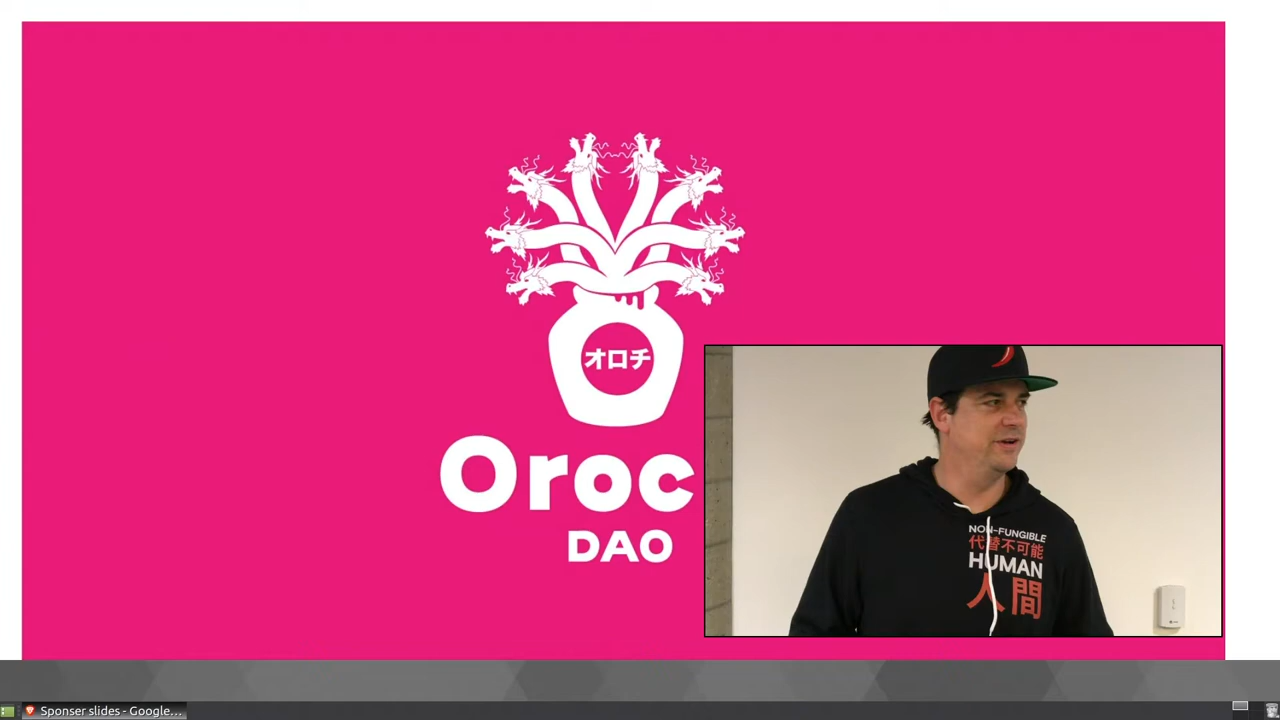 オロチ
Oroc
DAO
NON-FUNGIBLE
代替不可能
HUMAN
人間
Sponser slides - Google...